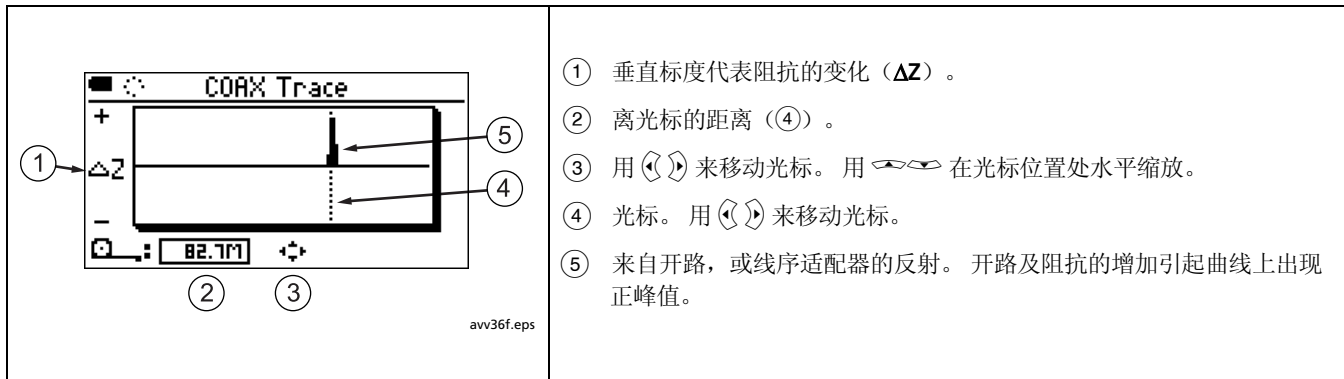 COAX Trace
+
△Z
−
: 82.7M
① ② ③ ④ ⑤
avv36f.eps
① 垂直标度代表阻抗的变化（ΔZ）。
② 离光标的距离（④）。
③ 用 来移动光标。 用 在光标位置处水平缩放。
④ 光标。 用 来移动光标。
⑤ 来自开路，或线序适配器的反射。 开路及阻抗的增加引起曲线上出现
正峰值。